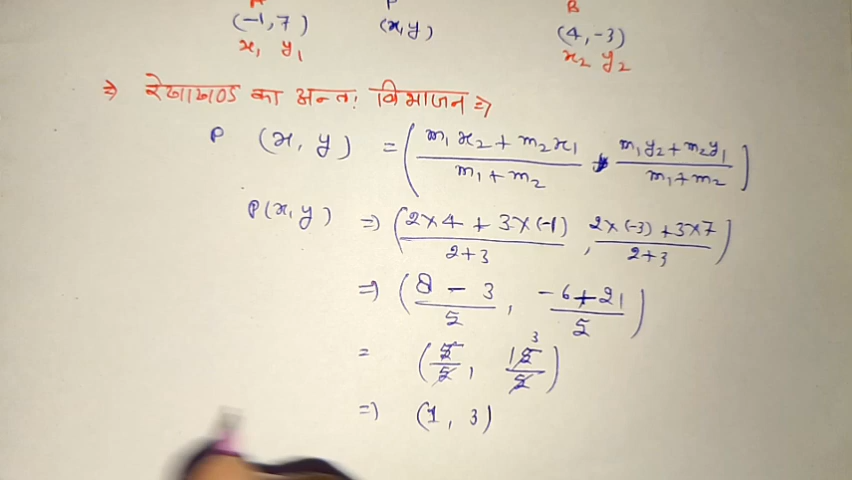 A P B
(-1, 7) (x, y) (4, -3)
x₁ y₁ x₂ y₂
⇒ रेखाखण्ड का अन्त: विभाजन ⇒
P (x, y) = (m₁x₂ + m₂x₁ / m₁ + m₂ , m₁y₂ + m₂y₁ / m₁ + m₂)
P(x, y) ⇒ (2×4 + 3×(-1) / 2+3 , 2×(-3) + 3×7 / 2+3)
⇒ (8 - 3 / 5 , -6 + 21 / 5)
= (5/5 , 15/5) 3
⇒ (1, 3)